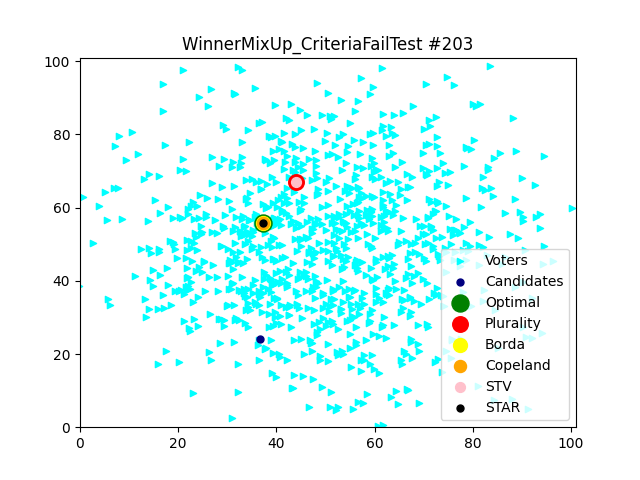 WinnerMixUp_CriteriaFailTest #203
100
80
60
40
20
0
0 20 40 60 80 100
Voters
Candidates
Optimal
Plurality
Borda
Copeland
STV
STAR